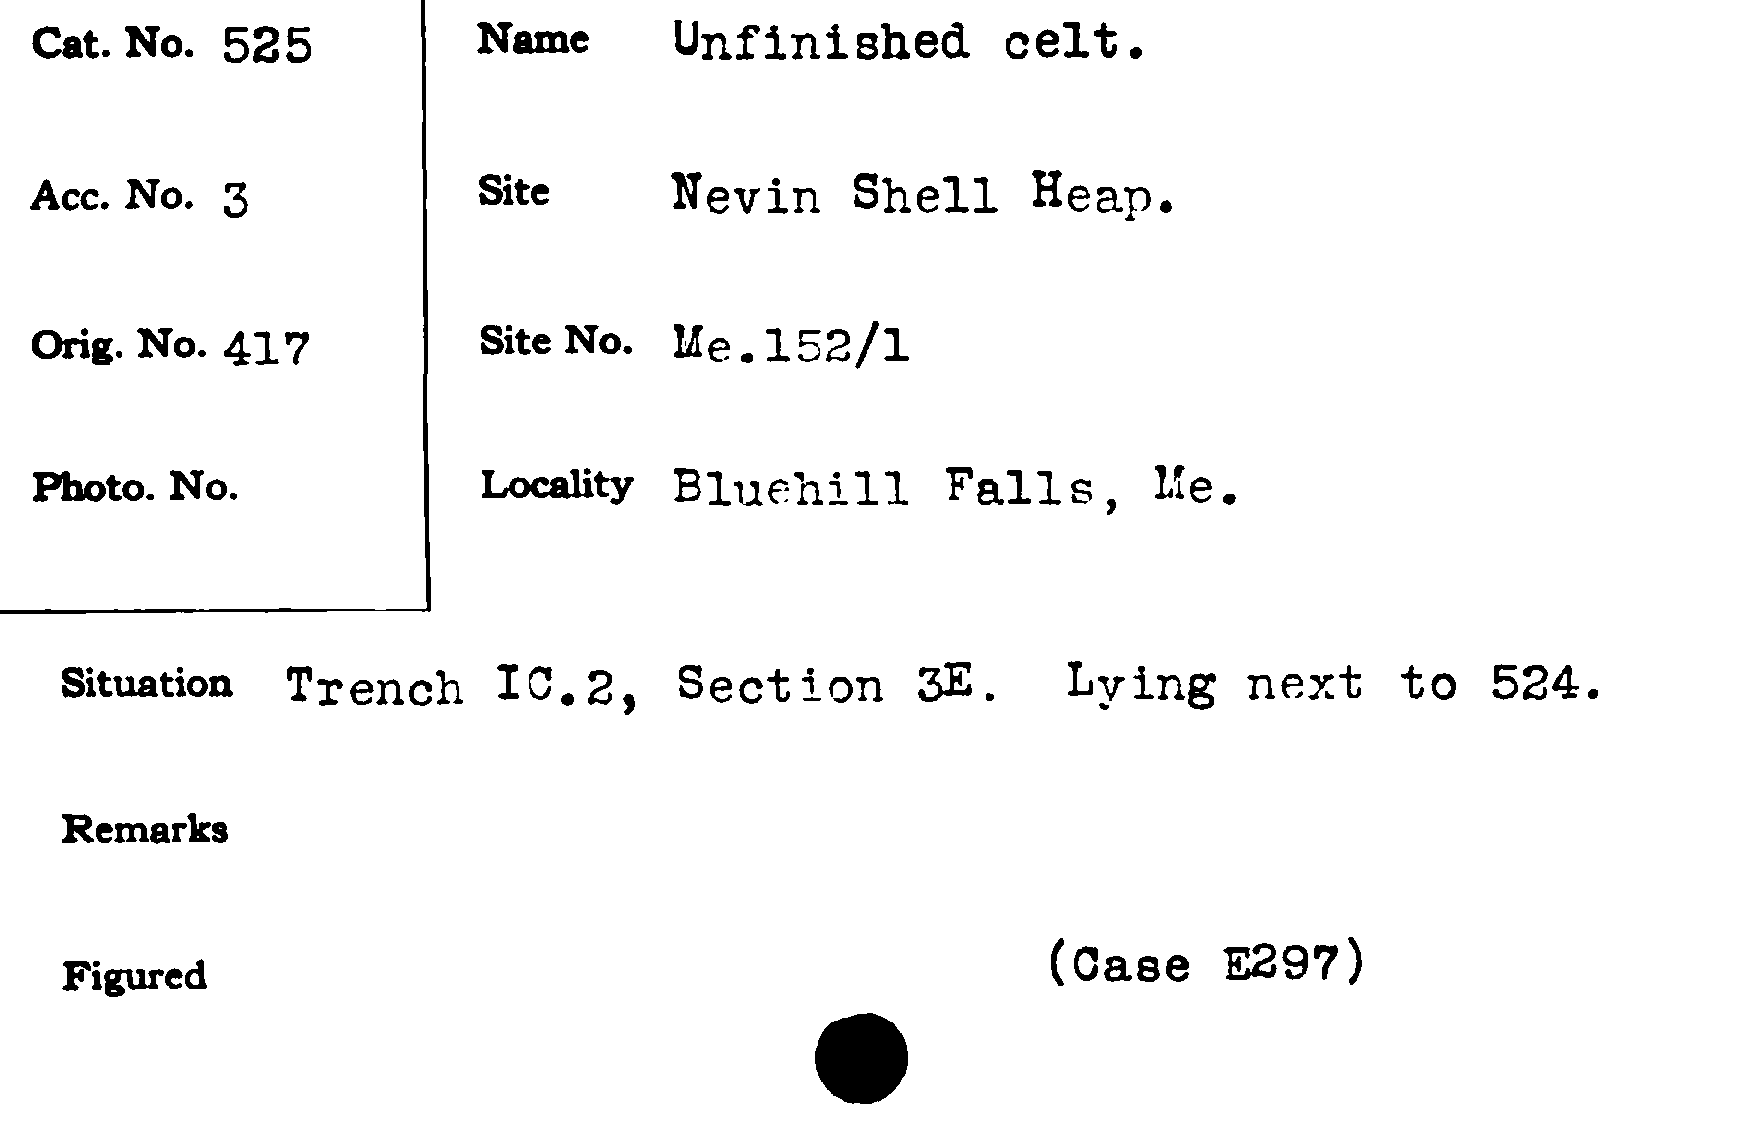 Cat. No. 525
Name Unfinished celt.
Acc. No. 3
Site Nevin Shell Heap.
Orig. No. 417
Site No. Me.152/1
Photo. No.
Locality Bluehill Falls, Me.
Situation Trench IC.2, Section 3E. Lying next to 524.
Remarks
Figured
(Case E297)